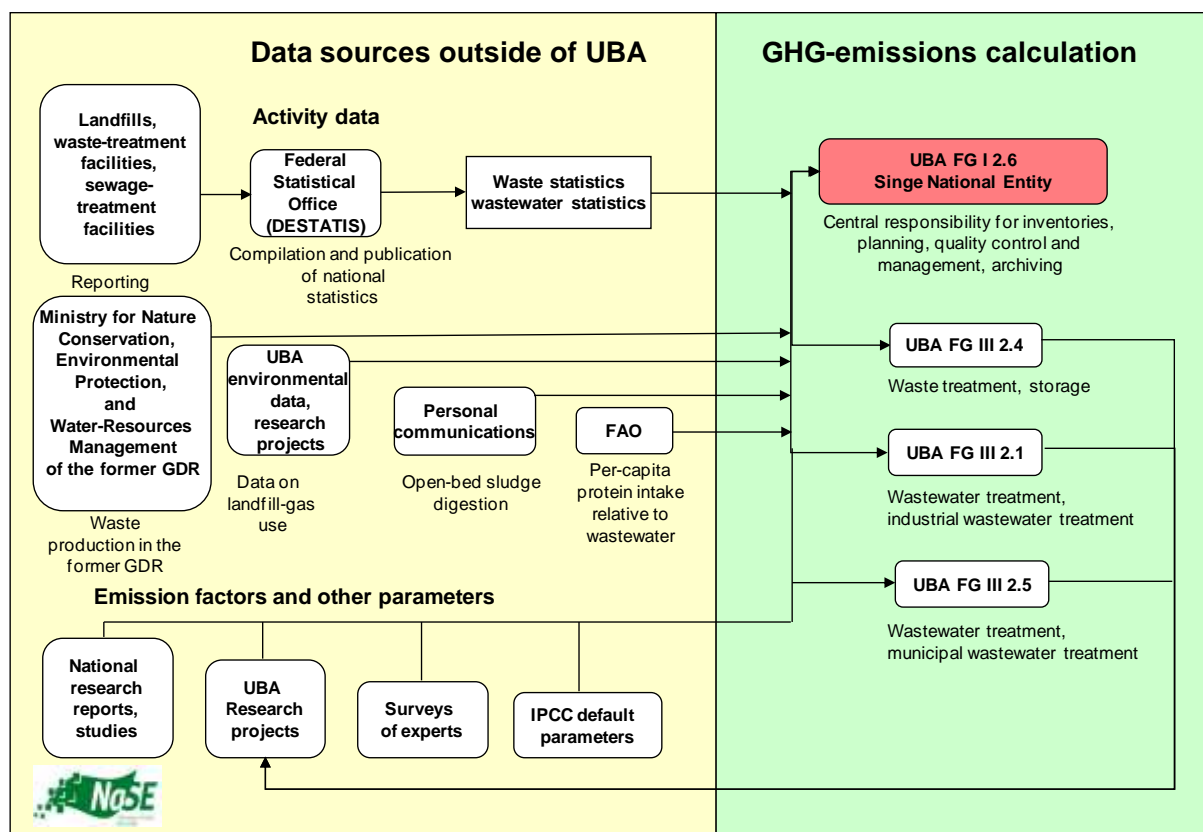 Data sources outside of UBA
GHG-emissions calculation
Activity data
Landfills,
waste-treatment
facilities,
sewage-
treatment
facilities
Reporting
Federal
Statistical
Office
(DESTATIS)
Compilation and publication
of national
statistics
Waste statistics
wastewater statistics
UBA FG I 2.6
Singe National Entity
Central responsibility for inventories,
planning, quality control and
management, archiving
Ministry for Nature
Conservation,
Environmental
Protection,
and
Water-Resources
Management
of the former GDR
Waste
production in the
former GDR
UBA
environmental
data,
research
projects
Data on
landfill-gas
use
Personal
communications
Open-bed sludge
digestion
FAO
Per-capita
protein intake
relative to
wastewater
UBA FG III 2.4
Waste treatment, storage
UBA FG III 2.1
Wastewater treatment,
industrial wastewater treatment
UBA FG III 2.5
Wastewater treatment,
municipal wastewater treatment
Emission factors and other parameters
National
research
reports,
studies
UBA
Research
projects
Surveys
of experts
IPCC default
parameters
NaSE